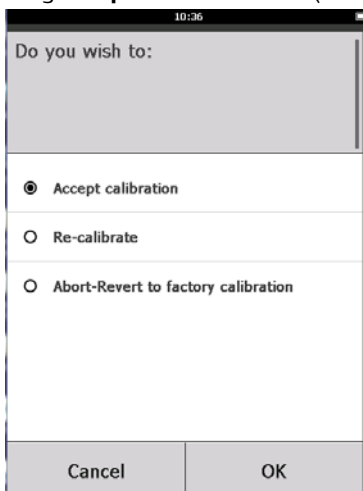 10:36
Do you wish to:
Accept calibration
Re-calibrate
Abort-Revert to factory calibration
Cancel
OK